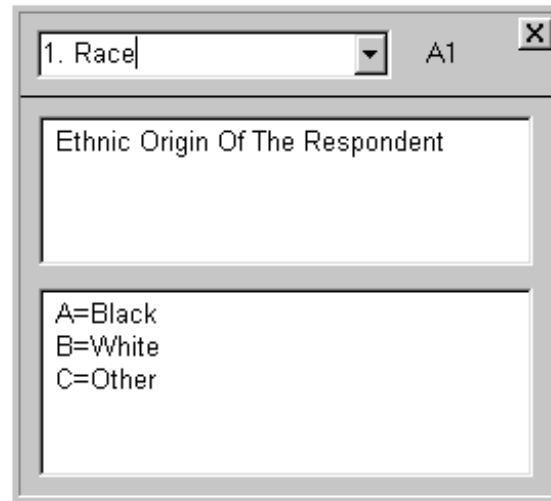 1. Race A1
Ethnic Origin Of The Respondent
A=Black
B=White
C=Other